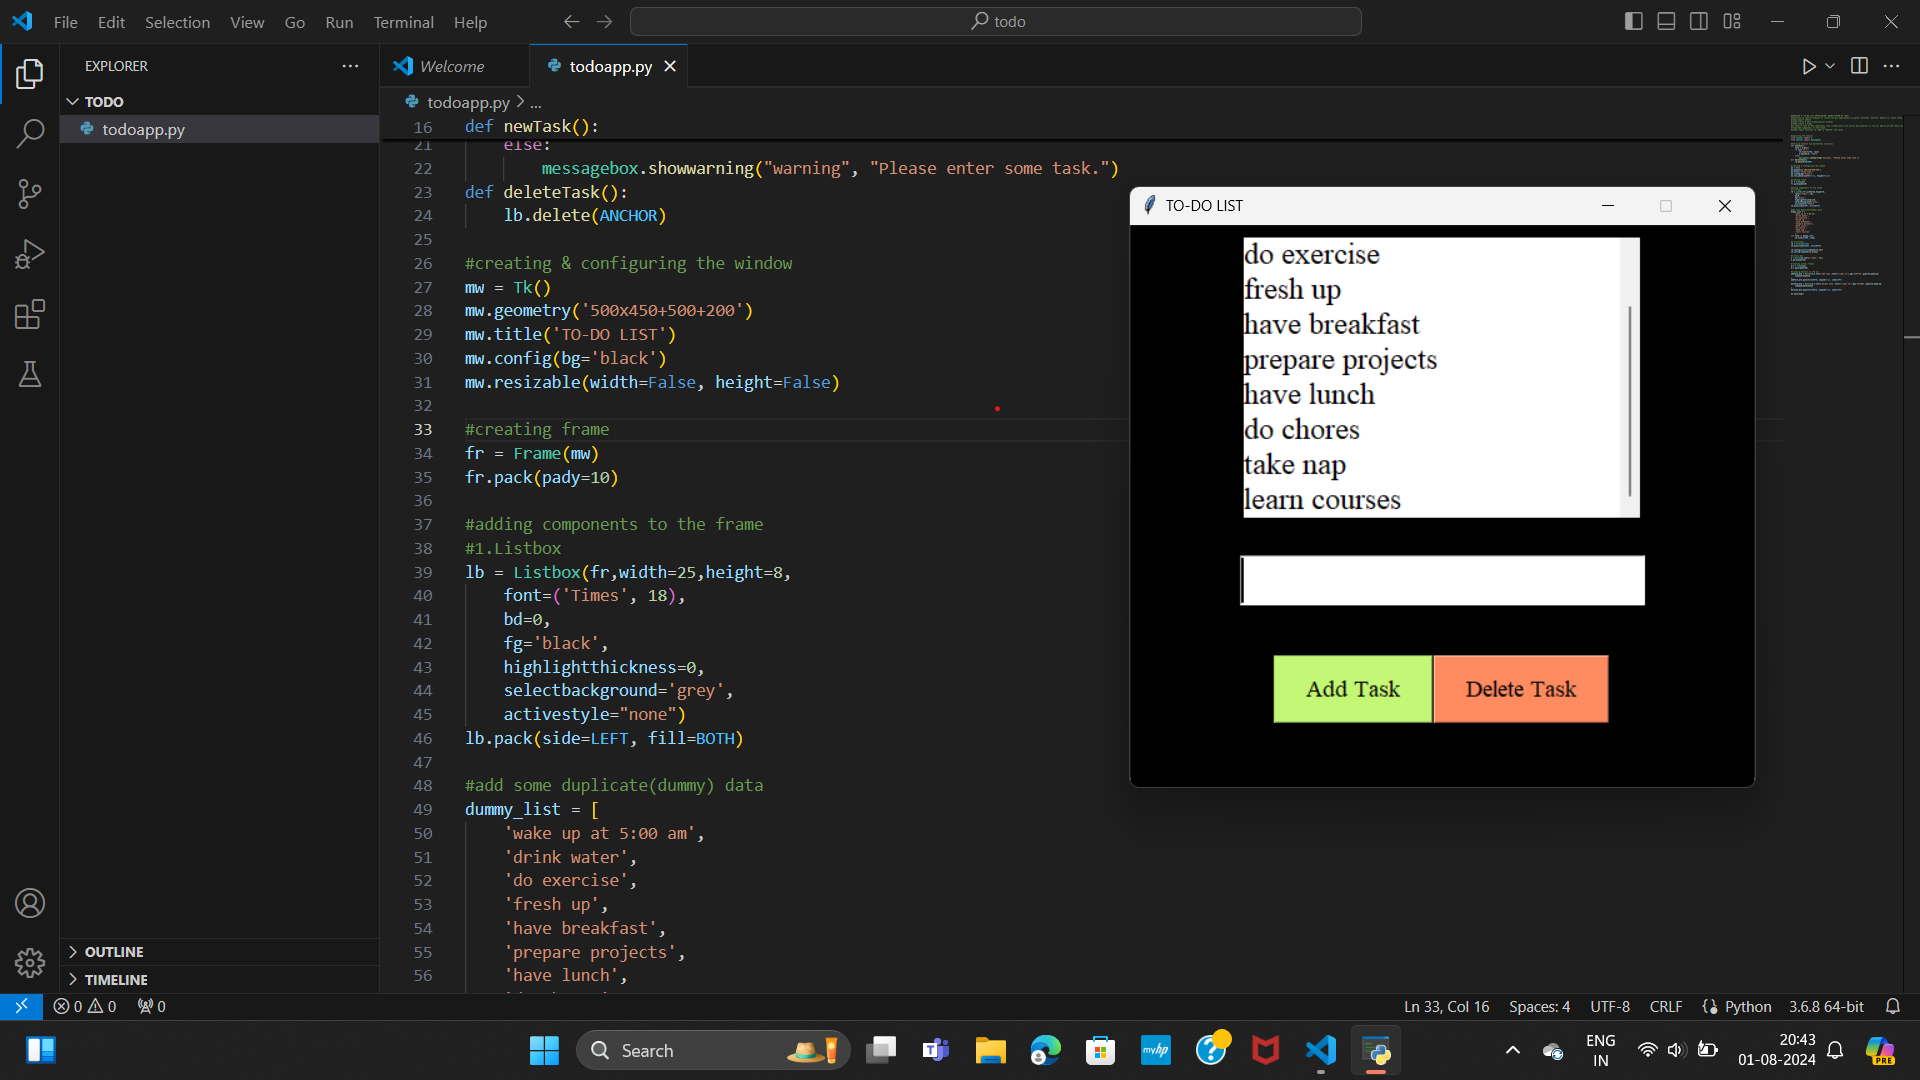 File Edit Selection View Go Run Terminal Help
todo
EXPLORER
TODO
todoapp.py
OUTLINE
TIMELINE
Welcome
todoapp.py
todoapp.py > ...
16 def newTask():
21 else:
22 messagebox.showwarning("warning", "Please enter some task.")
23 def deleteTask():
24 lb.delete(ANCHOR)
25
26 #creating & configuring the window
27 mw = Tk()
28 mw.geometry('500x450+500+200')
29 mw.title('TO-DO LIST')
30 mw.config(bg='black')
31 mw.resizable(width=False, height=False)
32
33 #creating frame
34 fr = Frame(mw)
35 fr.pack(pady=10)
36
37 #adding components to the frame
38 #1.Listbox
39 lb = Listbox(fr,width=25,height=8,
40 font=('Times', 18),
41 bd=0,
42 fg='black',
43 highlightthickness=0,
44 selectbackground='grey',
45 activestyle="none")
46 lb.pack(side=LEFT, fill=BOTH)
47
48 #add some duplicate(dummy) data
49 dummy_list = [
50 'wake up at 5:00 am',
51 'drink water',
52 'do exercise',
53 'fresh up',
54 'have breakfast',
55 'prepare projects',
56 'have lunch',
TO-DO LIST
do exercise
fresh up
have breakfast
prepare projects
have lunch
do chores
take nap
learn courses
Add Task
Delete Task
0 0 0
Ln 33, Col 16 Spaces: 4 UTF-8 CRLF Python 3.6.8 64-bit
Search
myhp
ENG
IN
20:43
01-08-2024
PRE